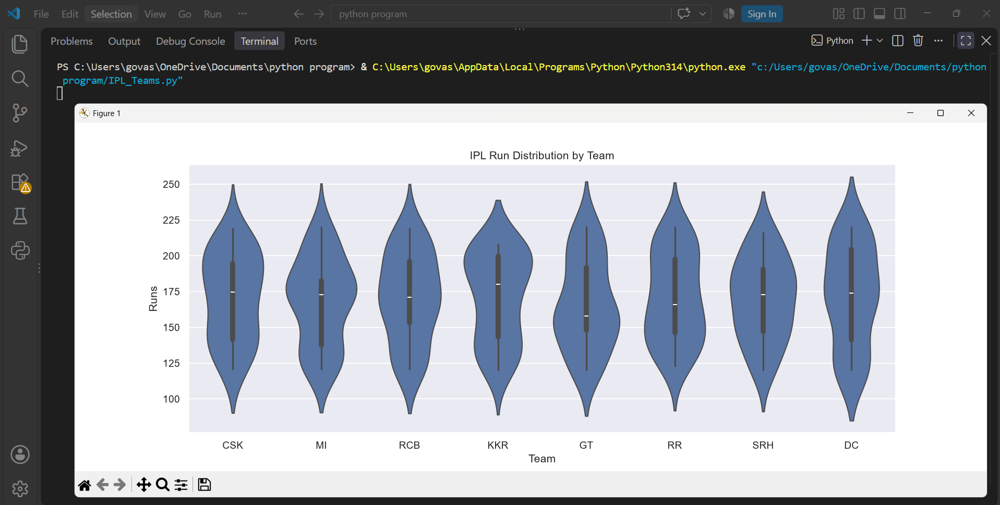 File Edit Selection View Go Run ··· python program Sign In
Problems Output Debug Console Terminal Ports Python
PS C:\Users\govas\OneDrive\Documents\python program> & C:\Users\govas\AppData\Local\Programs\Python\Python314\python.exe "c:/Users/govas/OneDrive/Documents/python
program/IPL_Teams.py"
Figure 1
IPL Run Distribution by Team
250
225
200
175
150
125
100
Runs
CSK MI RCB KKR GT RR SRH DC
Team